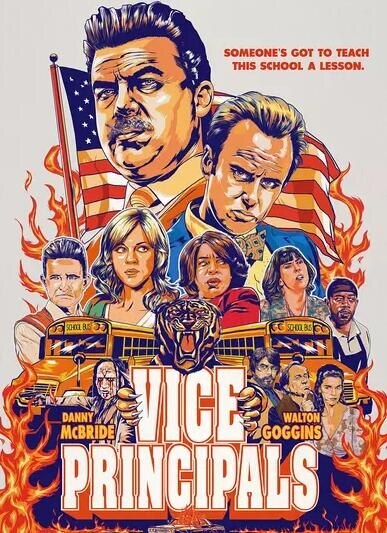 SOMEONE'S GOT TO TEACH
THIS SCHOOL A LESSON.
SCHOOL BUS
SCHOOL BUS
DANNY
McBRIDE
WALTON
GOGGINS
VICE
PRINCIPALS